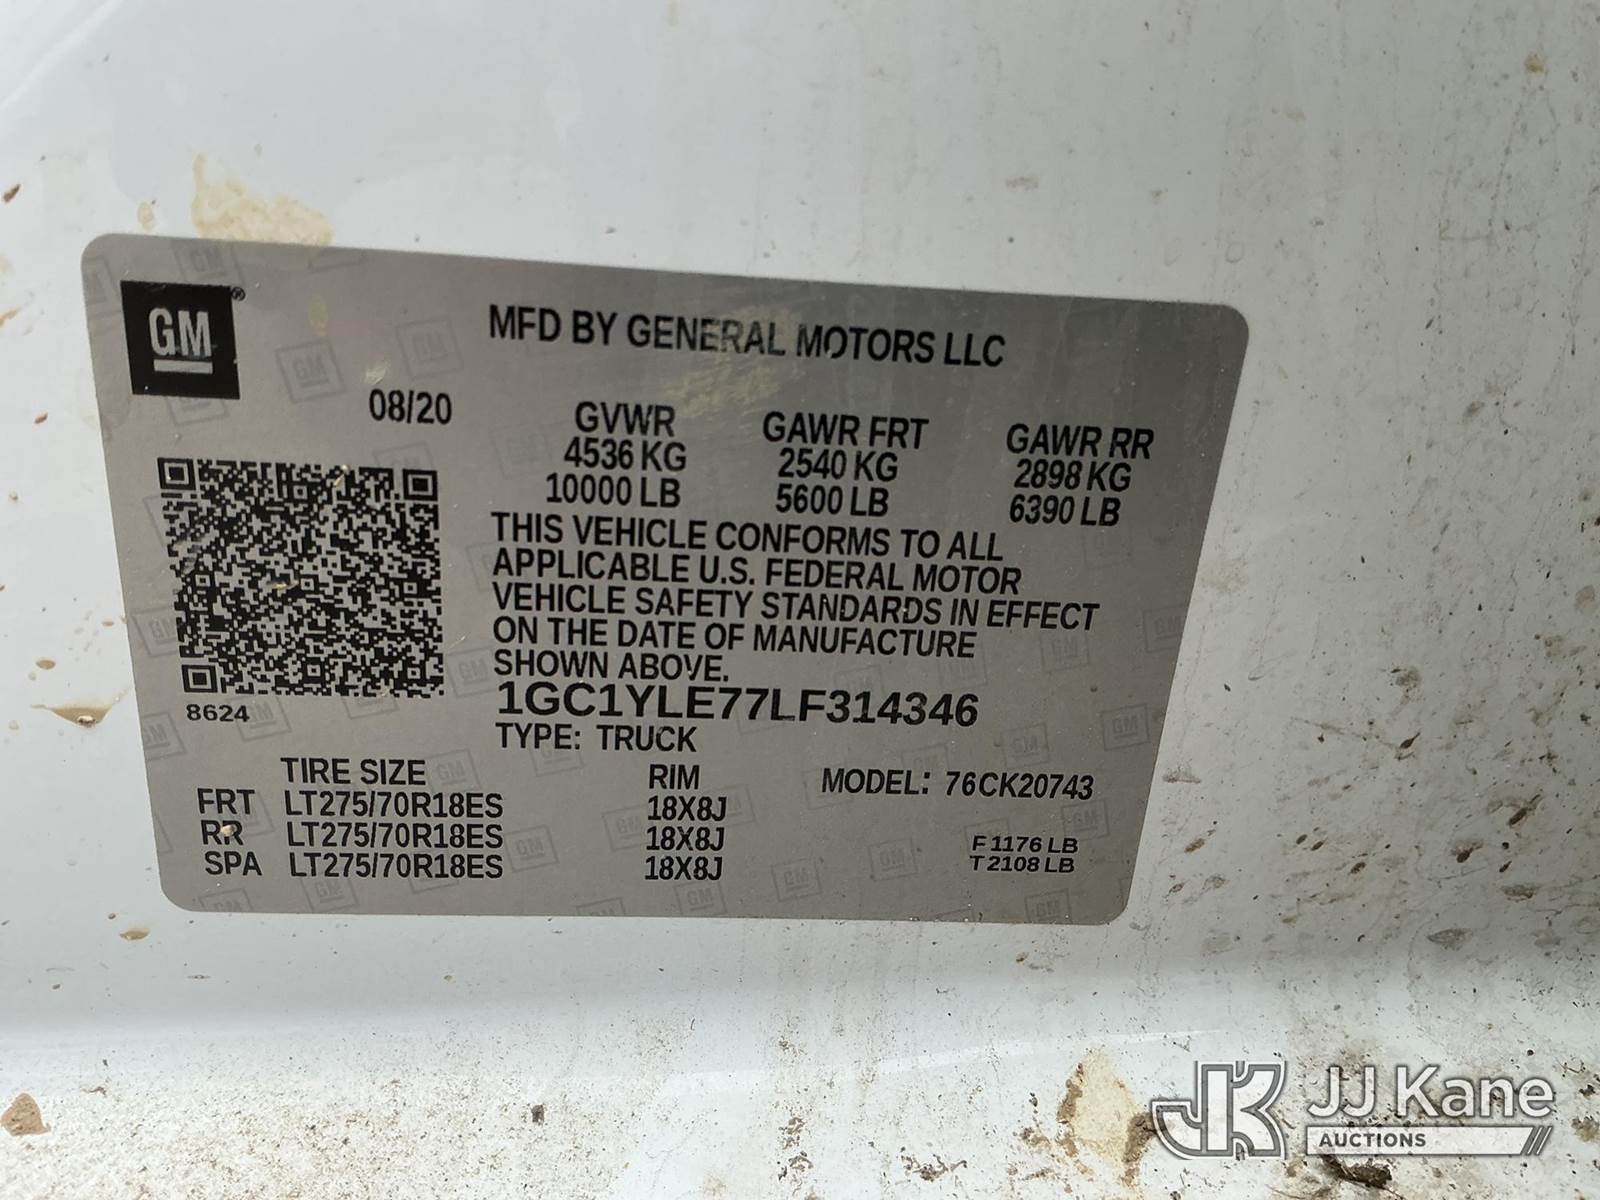 GM®
MFD BY GENERAL MOTORS LLC
08/20
GVWR
4536 KG
10000 LB
GAWR FRT
2540 KG
5600 LB
GAWR RR
2898 KG
6390 LB
THIS VEHICLE CONFORMS TO ALL
APPLICABLE U.S. FEDERAL MOTOR
VEHICLE SAFETY STANDARDS IN EFFECT
ON THE DATE OF MANUFACTURE
SHOWN ABOVE.
1GC1YLE77LF314346
TYPE: TRUCK
8624
TIRE SIZE RIM MODEL: 76CK20743
FRT LT275/70R18ES 18X8J
RR LT275/70R18ES 18X8J
SPA LT275/70R18ES 18X8J
F 1176 LB
T 2108 LB
JK JJ Kane
AUCTIONS